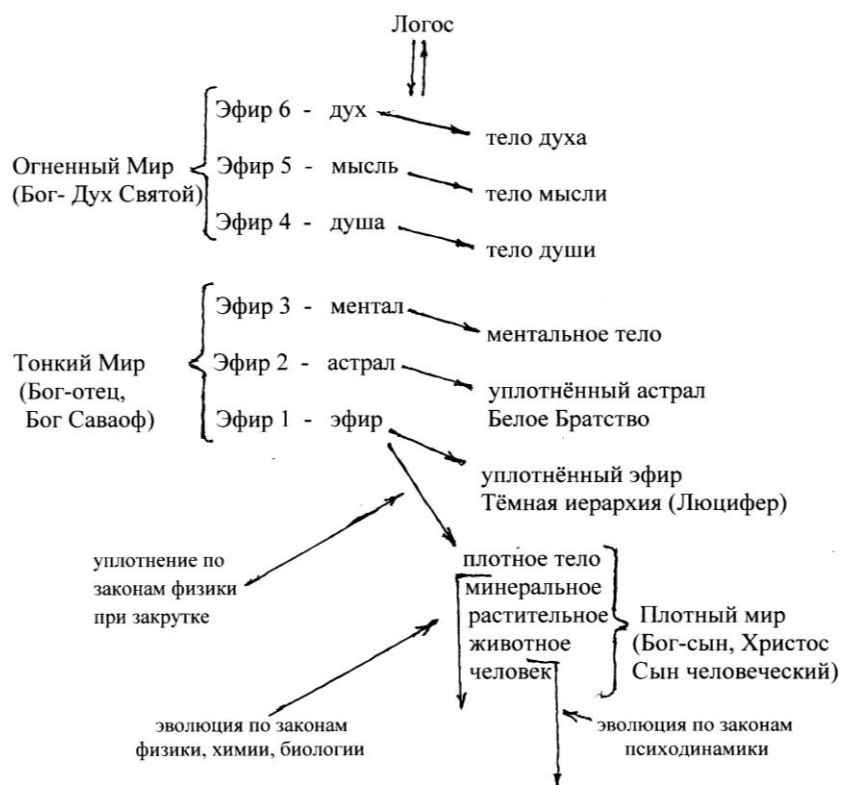 Логос
Эфир 6 - дух
тело духа
Огненный Мир
(Бог- Дух Святой)
Эфир 5 - мысль
тело мысли
Эфир 4 - душа
тело души
Эфир 3 - ментал
ментальное тело
Тонкий Мир
(Бог-отец,
Бог Саваоф)
Эфир 2 - астрал
уплотнённый астрал
Белое Братство
Эфир 1 - эфир
уплотнённый эфир
Тёмная иерархия (Люцифер)
уплотнение по
законам физики
при закрутке
плотное тело
минеральное
растительное
животное
человек
Плотный мир
(Бог-сын, Христос
Сын человеческий)
эволюция по законам
физики, химии, биологии
эволюция по законам
психодинамики